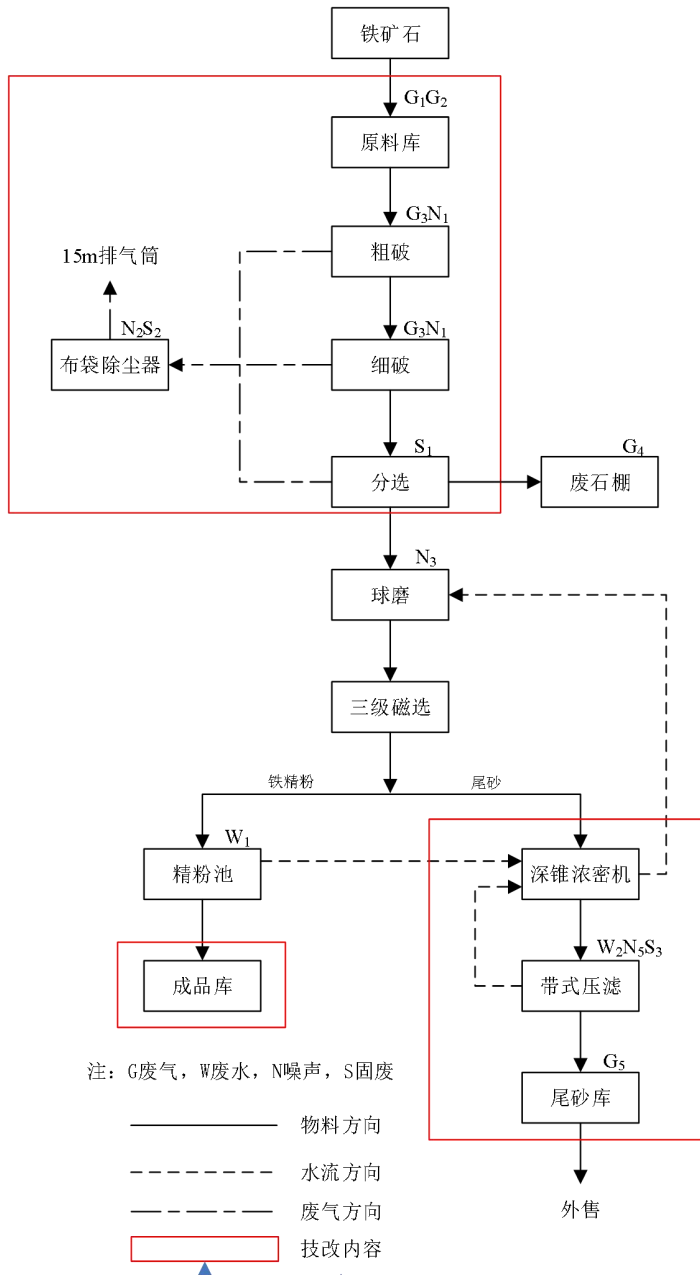 铁矿石
G₁G₂
原料库
G₃N₁
粗破
15m排气筒
G₃N₁
N₂S₂
细破
布袋除尘器
S₁
分选
G₄
废石棚
N₃
球磨
三级磁选
铁精粉
尾砂
W₁
精粉池
深锥浓密机
W₂N₅S₃
成品库
带式压滤
G₅
尾砂库
注：G废气，W废水，N噪声，S固废
物料方向
水流方向
废气方向
外售
技改内容